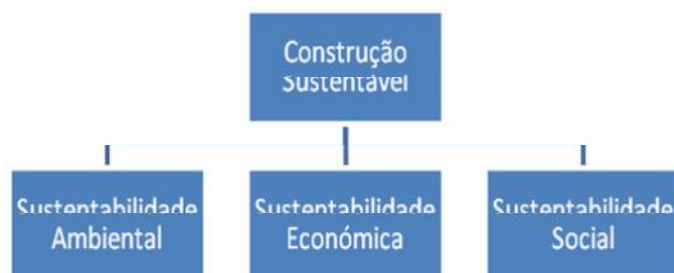 Construção
Sustentável
Sustentabilidade
Ambiental
Sustentabilidade
Económica
Sustentabilidade
Social